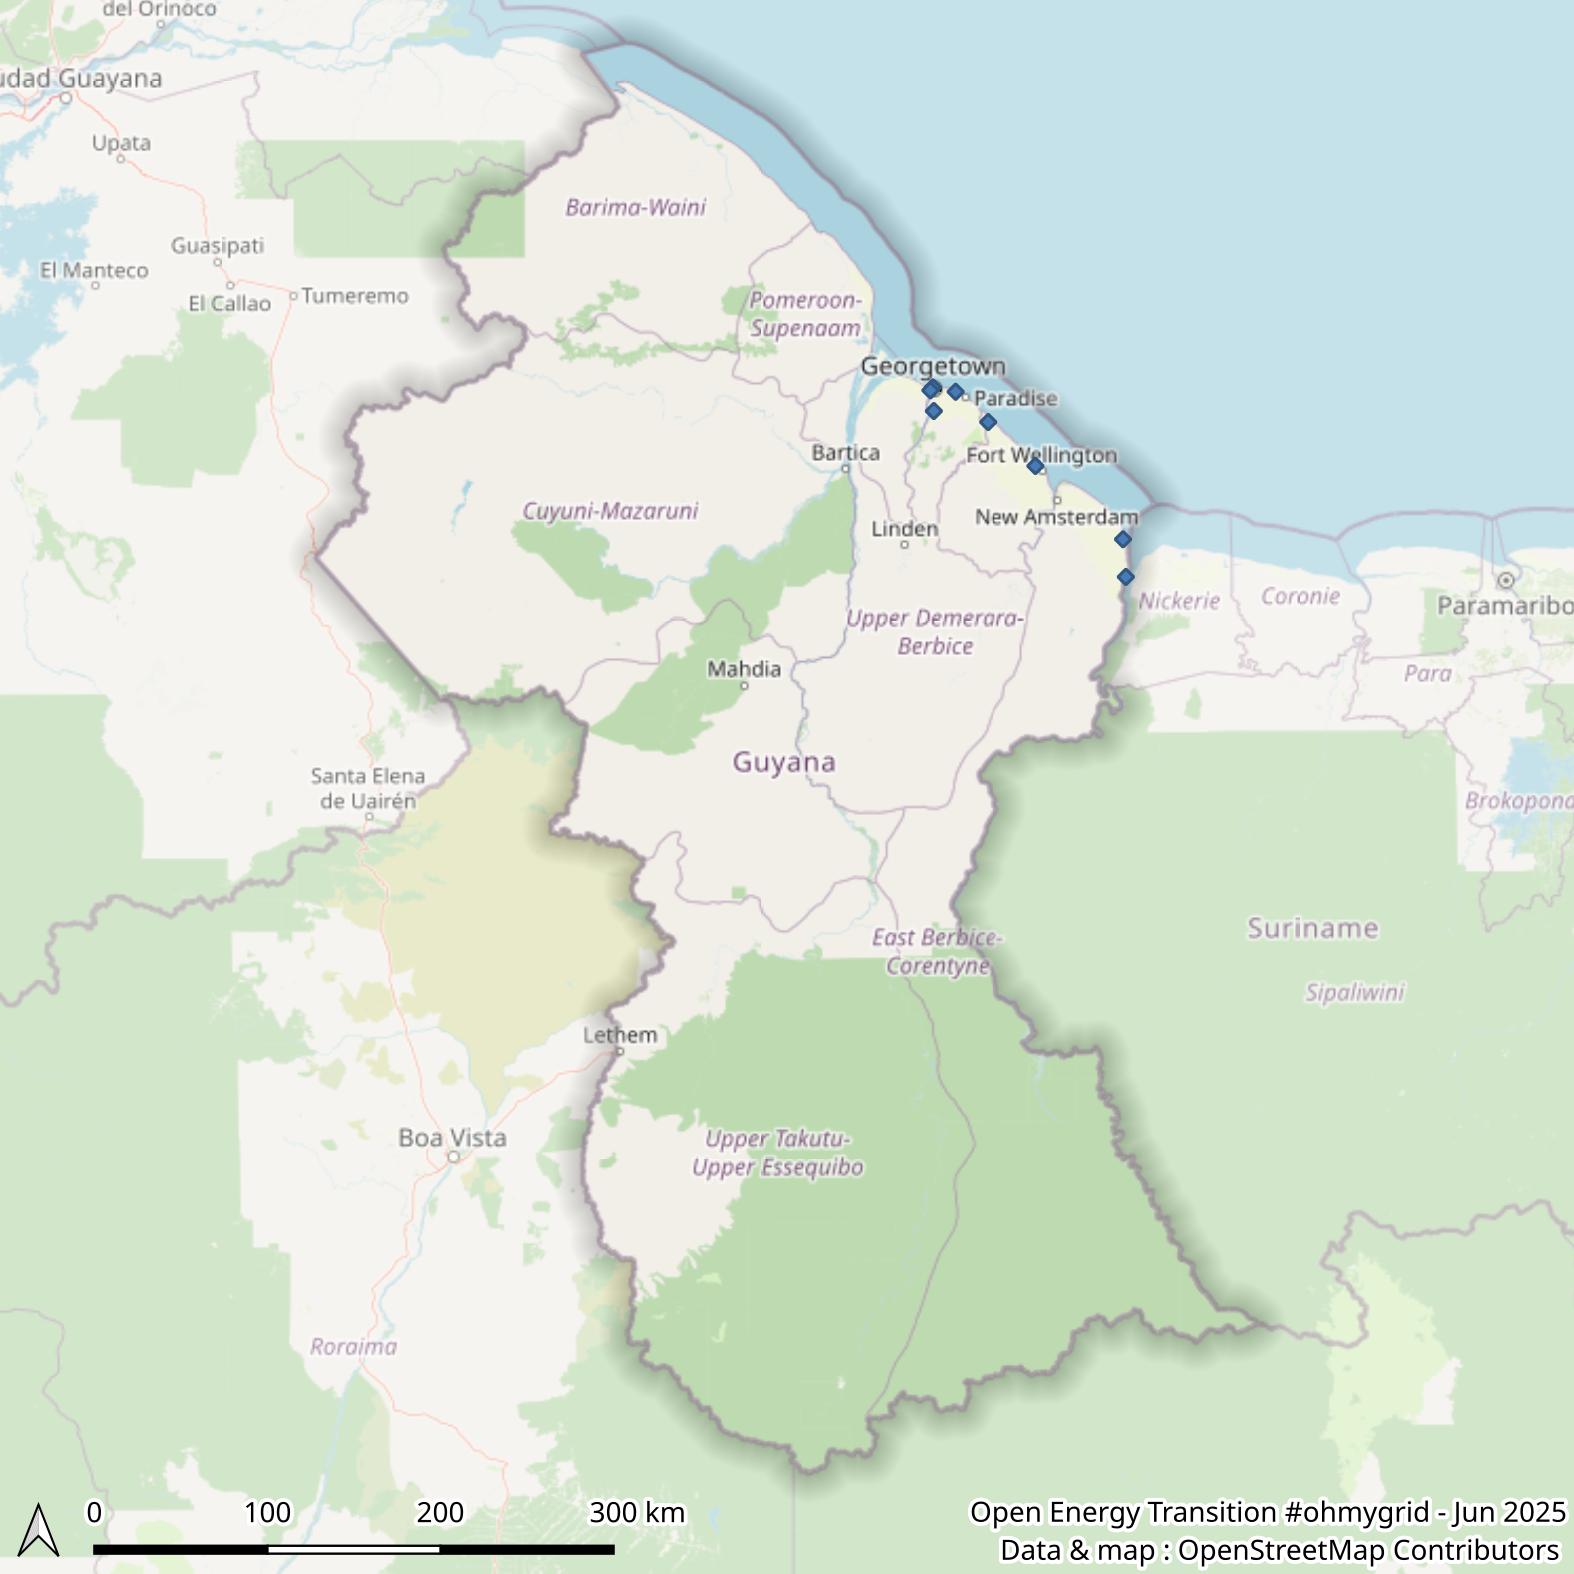 del Orinoco
udad Guayana
Upata
Barima-Waini
Guasipati
El Manteco
El Callao
Tumeremo
Pomeroon-
Supenaam
Georgetown
Paradise
Bartica
Fort Wellington
Cuyuni-Mazaruni
Linden
New Amsterdam
Nickerie
Coronie
Paramaribo
Upper Demerara-
Berbice
Mahdia
Para
Guyana
Santa Elena
de Uairén
Brokopond
East Berbice-
Corentyne
Suriname
Sipaliwini
Lethem
Boa Vista
Upper Takutu-
Upper Essequibo
Roraima
0 100 200 300 km
Open Energy Transition #ohmygrid - Jun 2025
Data & map : OpenStreetMap Contributors